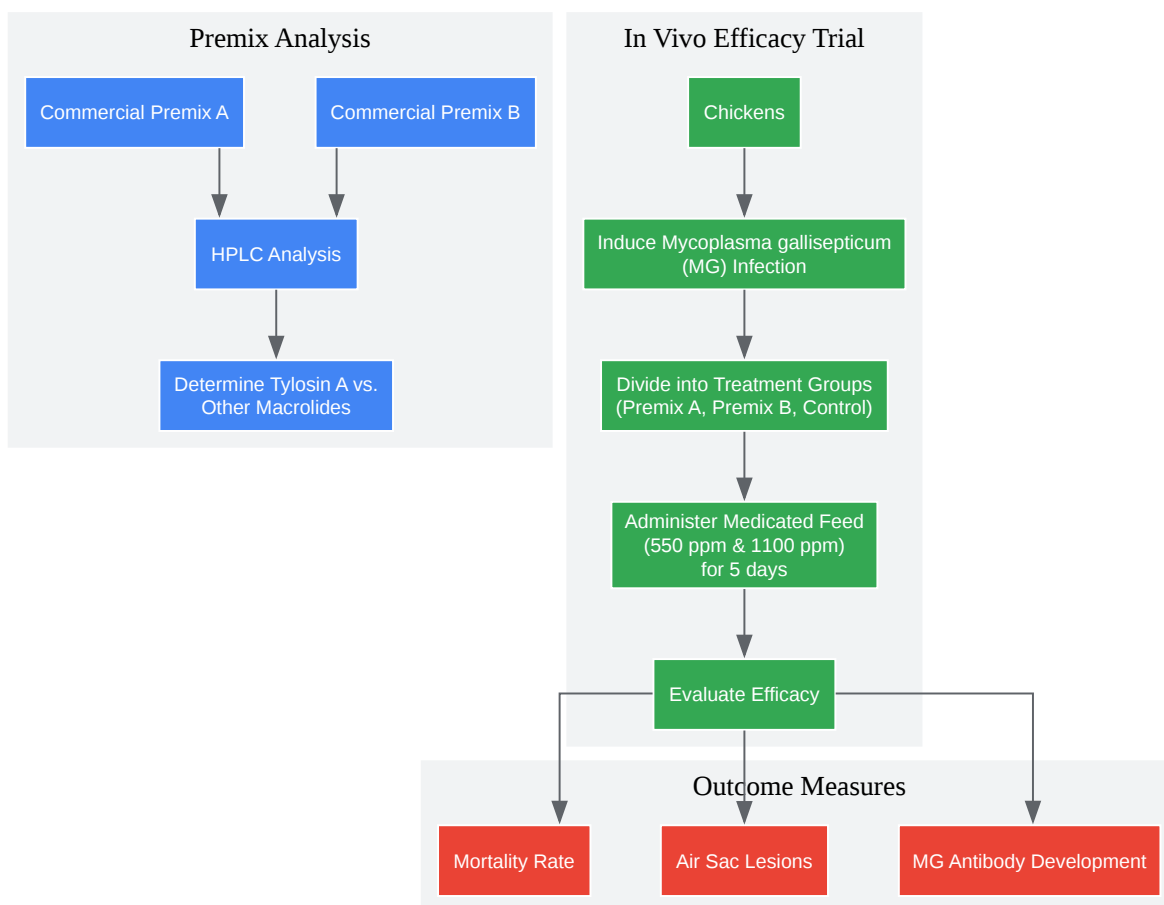 Premix Analysis
Commercial Premix A
Commercial Premix B
HPLC Analysis
Determine Tylosin A vs.
Other Macrolides
In Vivo Efficacy Trial
Chickens
Induce Mycoplasma gallisepticum
(MG) Infection
Divide into Treatment Groups
(Premix A, Premix B, Control)
Administer Medicated Feed
(550 ppm & 1100 ppm)
for 5 days
Evaluate Efficacy
Outcome Measures
Mortality Rate
Air Sac Lesions
MG Antibody Development